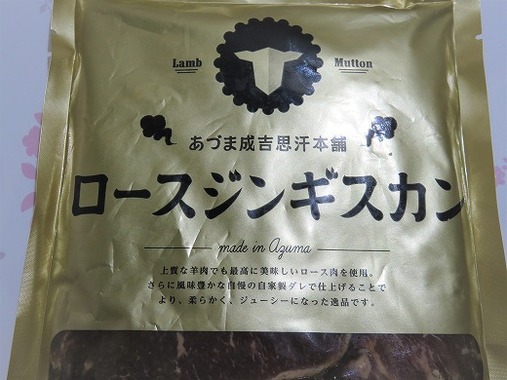 Lamb Mutton
あづま成吉思汗本舗
ロースジンギスカン
made in Azuma
上質な羊肉でも最高に美味しいロース肉を使用。
さらに風味豊かな自慢の自家製ダレで仕上げることで
より、柔らかく、ジューシーになった逸品です。